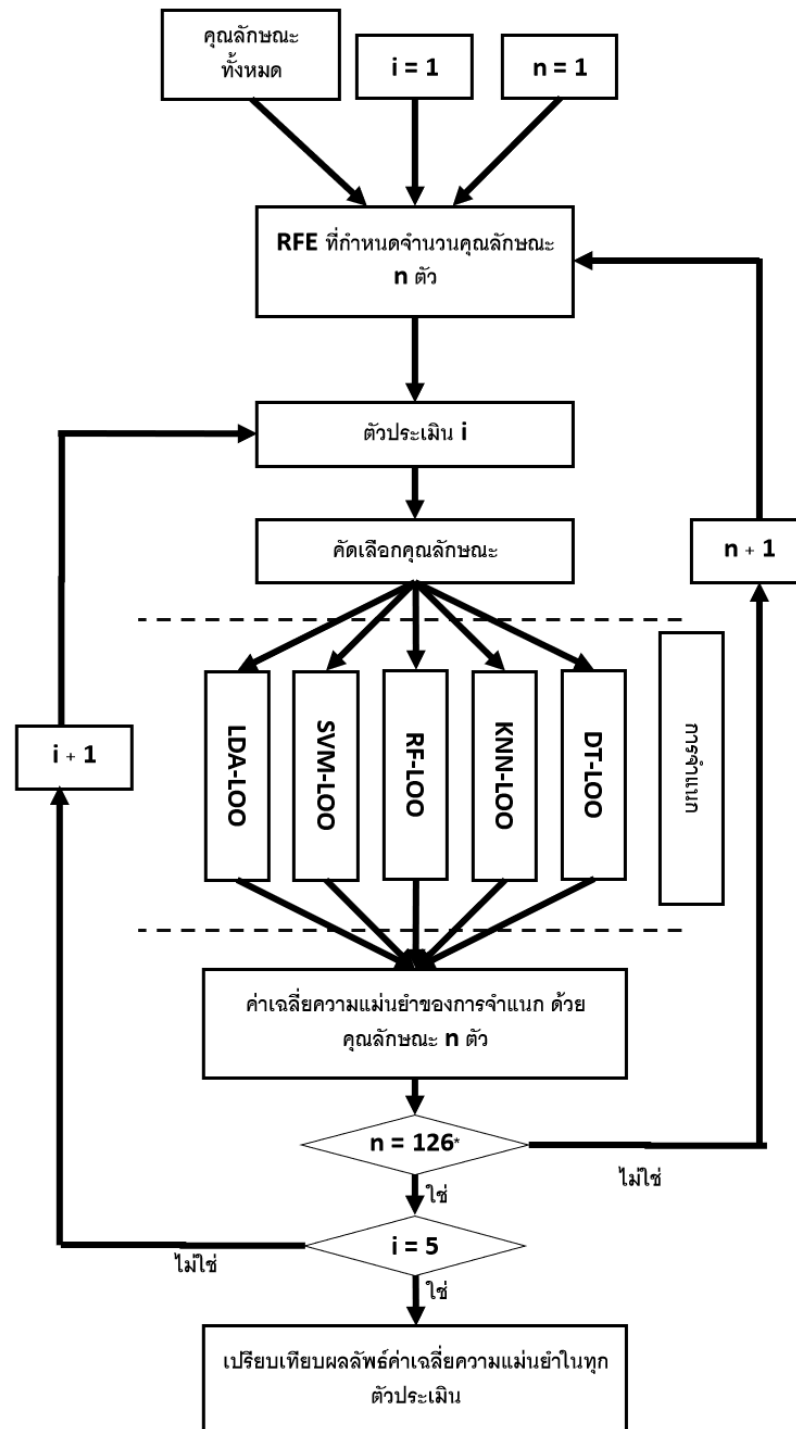 คุณลักษณะ
ทั้งหมด
i = 1
n = 1
RFE ที่กำหนดจำนวนคุณลักษณะ
n ตัว
ตัวประเมิน i
คัดเลือกคุณลักษณะ
n + 1
i + 1
LDA-LOO
SVM-LOO
RF-LOO
KNN-LOO
DT-LOO
การจำแนก
ค่าเฉลี่ยความแม่นยำของการจำแนก ด้วย
คุณลักษณะ n ตัว
n = 126*
ไม่ใช่
ใช่
i = 5
ไม่ใช่
ใช่
เปรียบเทียบผลลัพธ์ค่าเฉลี่ยความแม่นยำในทุก
ตัวประเมิน